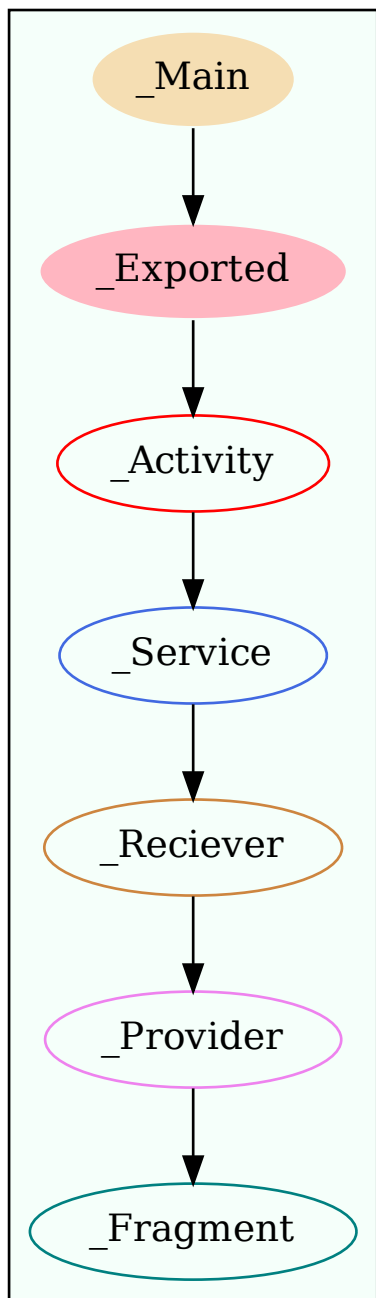 _Main
_Exported
_Activity
_Service
_Reciever
_Provider
_Fragment